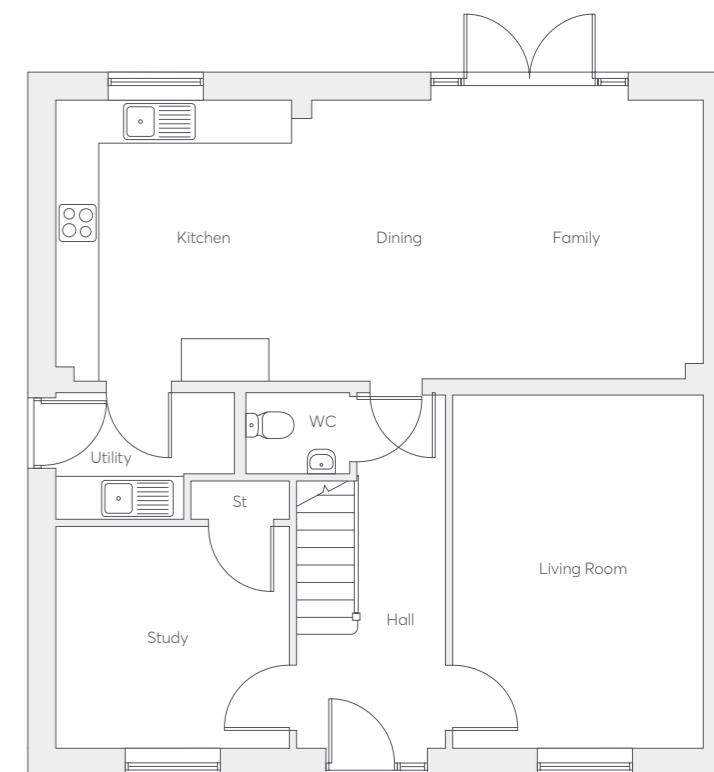 Kitchen
Dining
Family
WC
Utility
St
Living Room
Hall
Study